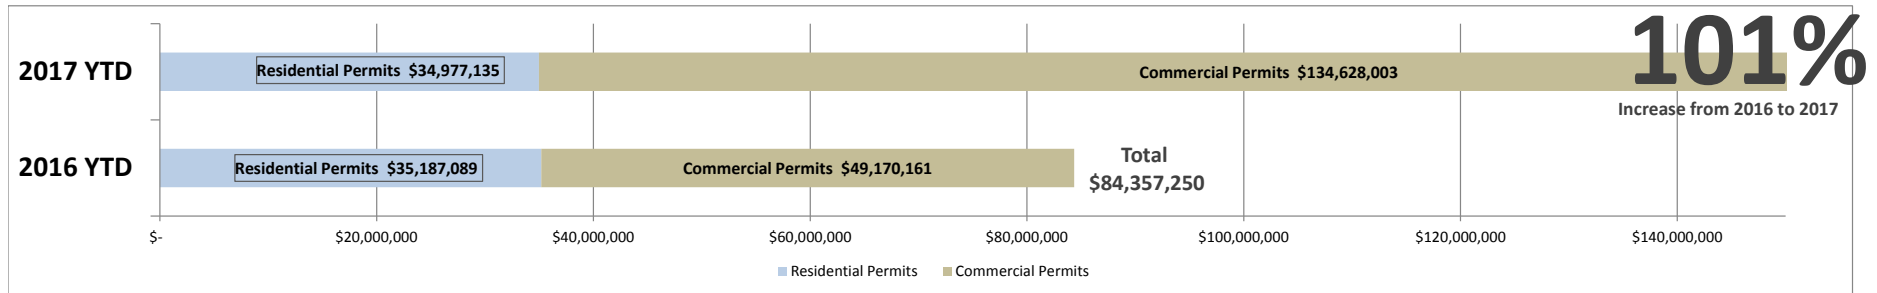 101%
2017 YTD
Residential Permits $34,977,135
Commercial Permits $134,628,003
Increase from 2016 to 2017
2016 YTD
Residential Permits $35,187,089
Commercial Permits $49,170,161
Total
$84,357,250
$- $20,000,000 $40,000,000 $60,000,000 $80,000,000 $100,000,000 $120,000,000 $140,000,000
Residential Permits Commercial Permits